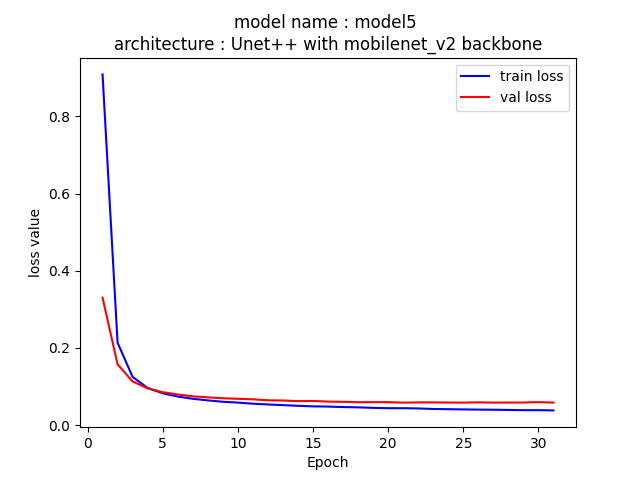 model name : model5
architecture : Unet++ with mobilenet_v2 backbone
train loss
val loss
loss value
0.8
0.6
0.4
0.2
0.0
0 5 10 15 20 25 30
Epoch